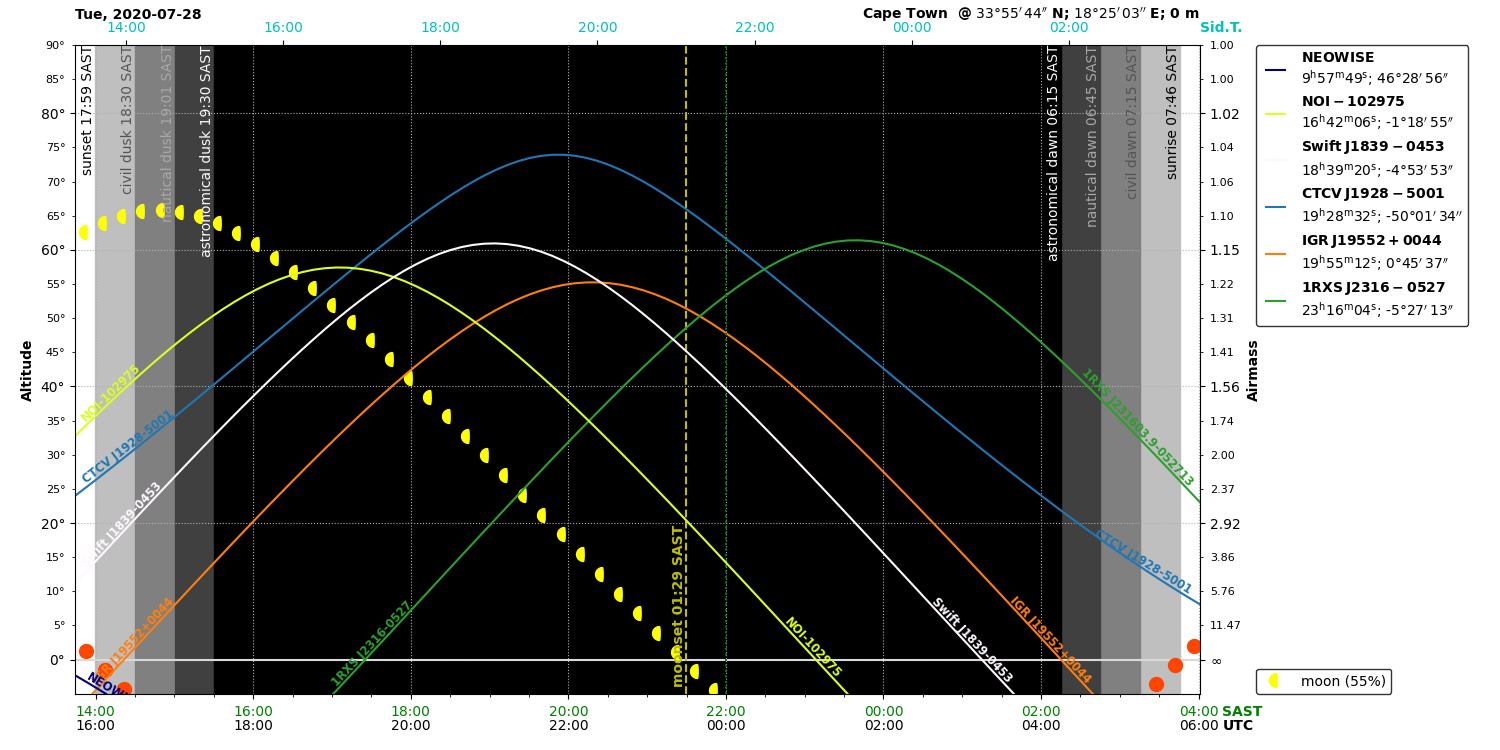 Tue, 2020-07-28
Cape Town @ 33°55′44″ N; 18°25′03″ E; 0 m
14:00 16:00 18:00 20:00 22:00 00:00 02:00 Sid.T.
90°
85°
80°
75°
70°
65°
60°
55°
50°
45°
40°
35°
30°
25°
20°
15°
10°
5°
0°
Altitude
sunset 17:59 SAST
civil dusk 18:30 SAST
nautical dusk 19:01 SAST
astronomical dusk 19:30 SAST
moonset 01:29 SAST
astronomical dawn 06:15 SAST
nautical dawn 06:45 SAST
civil dawn 07:15 SAST
sunrise 07:46 SAST
NOI-102975
CTCV J1928-5001
Swift J1839-0453
IGR J19552+0044
NEOWI
1RXS J2316-0527
NOI-102975
Swift J1839-0453
IGR J19552+0044
1RXS J231603.9-052713
CTCV J1928-5001
1.00
1.00
1.02
1.04
1.06
1.10
1.15
1.22
1.31
1.41
1.56
1.74
2.00
2.37
2.92
3.86
5.76
11.47
∞
Airmass
14:00 16:00 18:00 20:00 22:00 00:00 02:00 04:00 SAST
16:00 18:00 20:00 22:00 00:00 02:00 04:00 06:00 UTC
NEOWISE
9ʰ57ᵐ49ˢ; 46°28′56″
NOI−102975
16ʰ42ᵐ06ˢ; -1°18′55″
Swift J1839−0453
18ʰ39ᵐ20ˢ; -4°53′53″
CTCV J1928−5001
19ʰ28ᵐ32ˢ; -50°01′34″
IGR J19552+0044
19ʰ55ᵐ12ˢ; 0°45′37″
1RXS J2316−0527
23ʰ16ᵐ04ˢ; -5°27′13″
moon (55%)